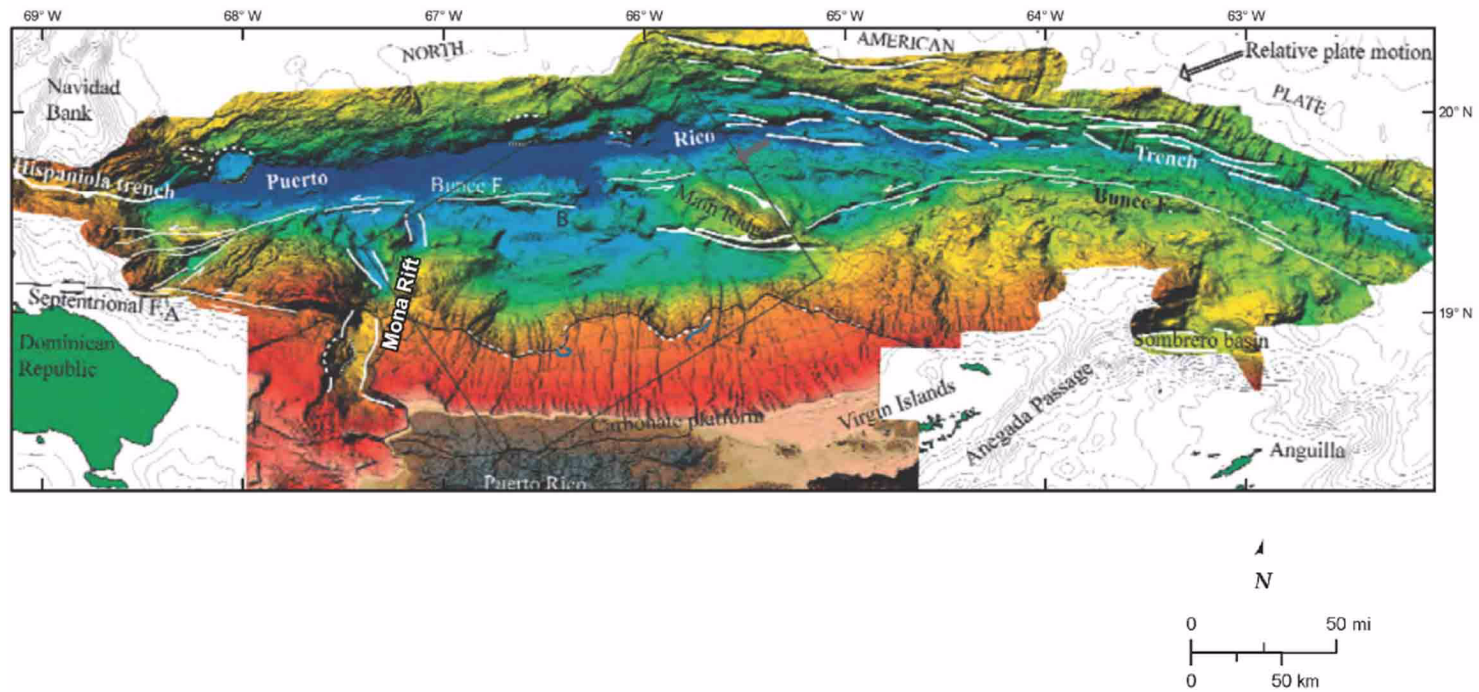 69° W 68° W 67° W 66° W 65° W 64° W 63° W
NORTH
AMERICAN
Relative plate motion
PLATE
Navidad
Bank
20° N
Rico
Trench
Hispaniola trench
Puerto
Bunce F.
Main Ridge
Bunce F.
B
Mona Rift
Septentrional F.
A
19° N
Dominican
Republic
Sombrero basin
Virgin Islands
Anegada Passage
Carbonate platform
Anguilla
Puerto Rico
N
0 50 mi
0 50 km